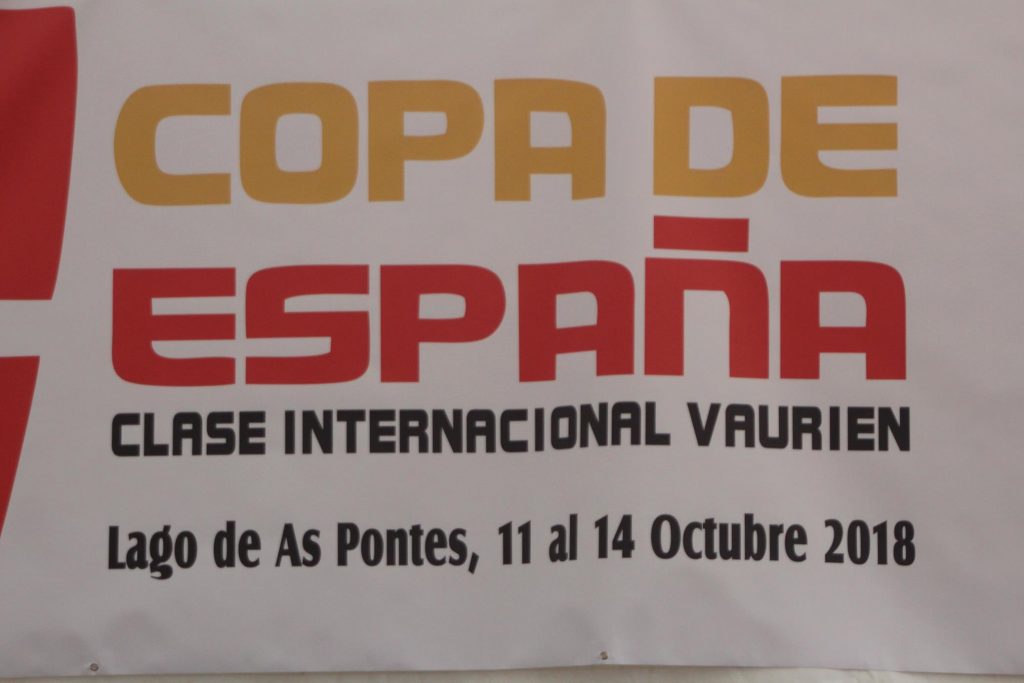 COPA DE
ESPAÑA
CLASE INTERNACIONAL VAURIEN
Lago de As Pontes, 11 al 14 Octubre 2018